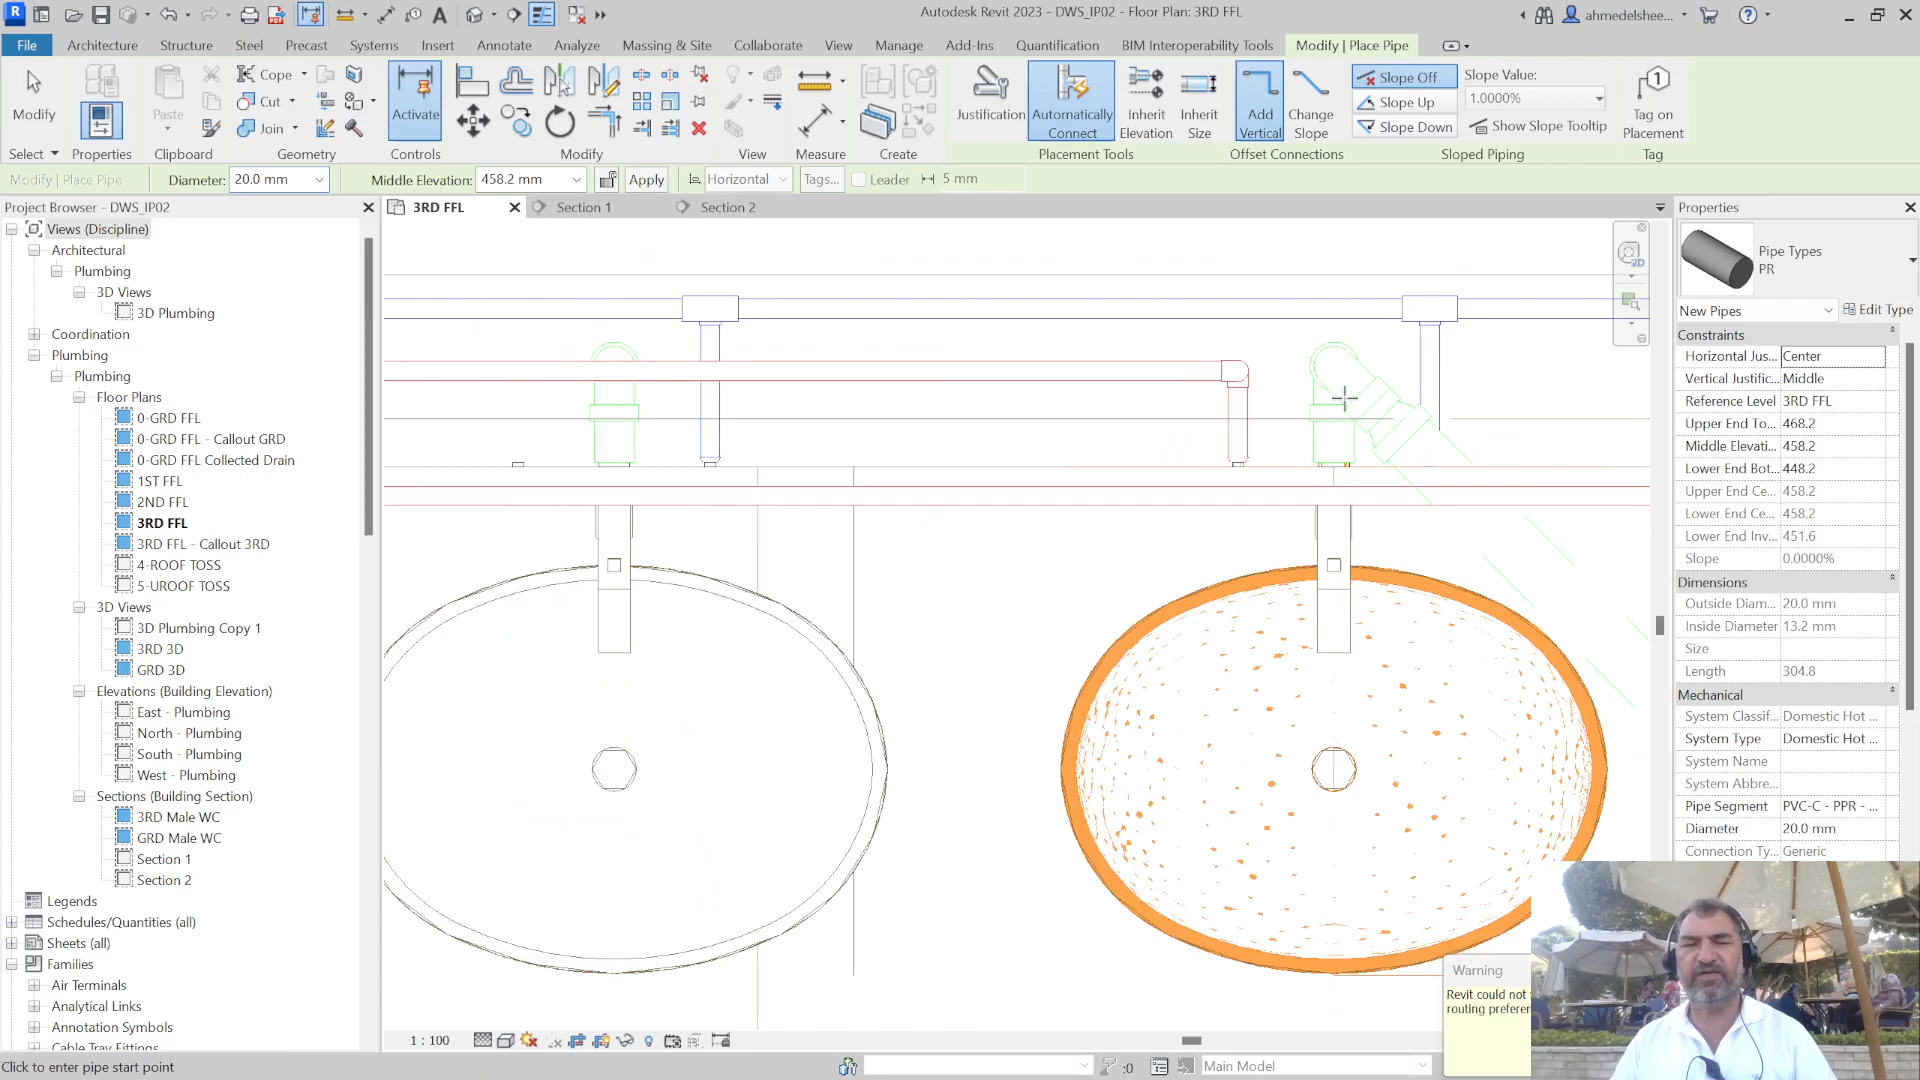 Autodesk Revit 2023 - DWS_IP02 - Floor Plan: 3RD FFL
ahmedelshee...
File Architecture Structure Steel Precast Systems Insert Annotate Analyze Massing & Site Collaborate View Manage Add-Ins Quantification BIM Interoperability Tools Modify | Place Pipe
Modify
Paste
Cope
Cut
Join
Activate
Justification
Automatically Connect
Inherit Elevation
Inherit Size
Add Vertical
Change Slope
Slope Off
Slope Up
Slope Down
Slope Value:
1.0000%
Show Slope Tooltip
Tag on Placement
Select Properties Clipboard Geometry Controls Modify View Measure Create Placement Tools Offset Connections Sloped Piping Tag
Modify | Place Pipe Diameter: 20.0 mm Middle Elevation: 458.2 mm Apply Horizontal Tags... Leader 5 mm
Project Browser - DWS_IP02
Views (Discipline)
Architectural
Plumbing
3D Views
3D Plumbing
Coordination
Plumbing
Plumbing
Floor Plans
0-GRD FFL
0-GRD FFL - Callout GRD
0-GRD FFL Collected Drain
1ST FFL
2ND FFL
3RD FFL
3RD FFL - Callout 3RD
4-ROOF TOSS
5-UROOF TOSS
3D Views
3D Plumbing Copy 1
3RD 3D
GRD 3D
Elevations (Building Elevation)
East - Plumbing
North - Plumbing
South - Plumbing
West - Plumbing
Sections (Building Section)
3RD Male WC
GRD Male WC
Section 1
Section 2
Legends
Schedules/Quantities (all)
Sheets (all)
Families
Air Terminals
Analytical Links
Annotation Symbols
Cable Tray Fittings
3RD FFL Section 1 Section 2
2D
Properties
Pipe Types
PR
New Pipes Edit Type
Constraints
Horizontal Jus... Center
Vertical Justific... Middle
Reference Level 3RD FFL
Upper End To... 468.2
Middle Elevati... 458.2
Lower End Bot... 448.2
Upper End Ce... 458.2
Lower End Ce... 458.2
Lower End Inv... 451.6
Slope 0.0000%
Dimensions
Outside Diam... 20.0 mm
Inside Diameter 13.2 mm
Size
Length 304.8
Mechanical
System Classif... Domestic Hot ...
System Type Domestic Hot ...
System Name
System Abbre...
Pipe Segment PVC-C - PPR - ...
Diameter 20.0 mm
Connection Ty... Generic
Warning
Revit could not
routing preferen
1 : 100
Click to enter pipe start point
:0
Main Model